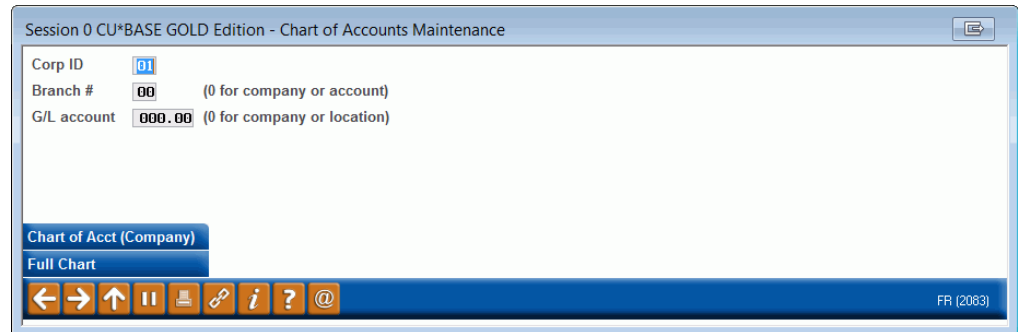 Session 0 CU*BASE GOLD Edition - Chart of Accounts Maintenance
Corp ID 01
Branch # 00 (0 for company or account)
G/L account 000.00 (0 for company or location)
Chart of Acct (Company)
Full Chart
i ? @ FR (2083)